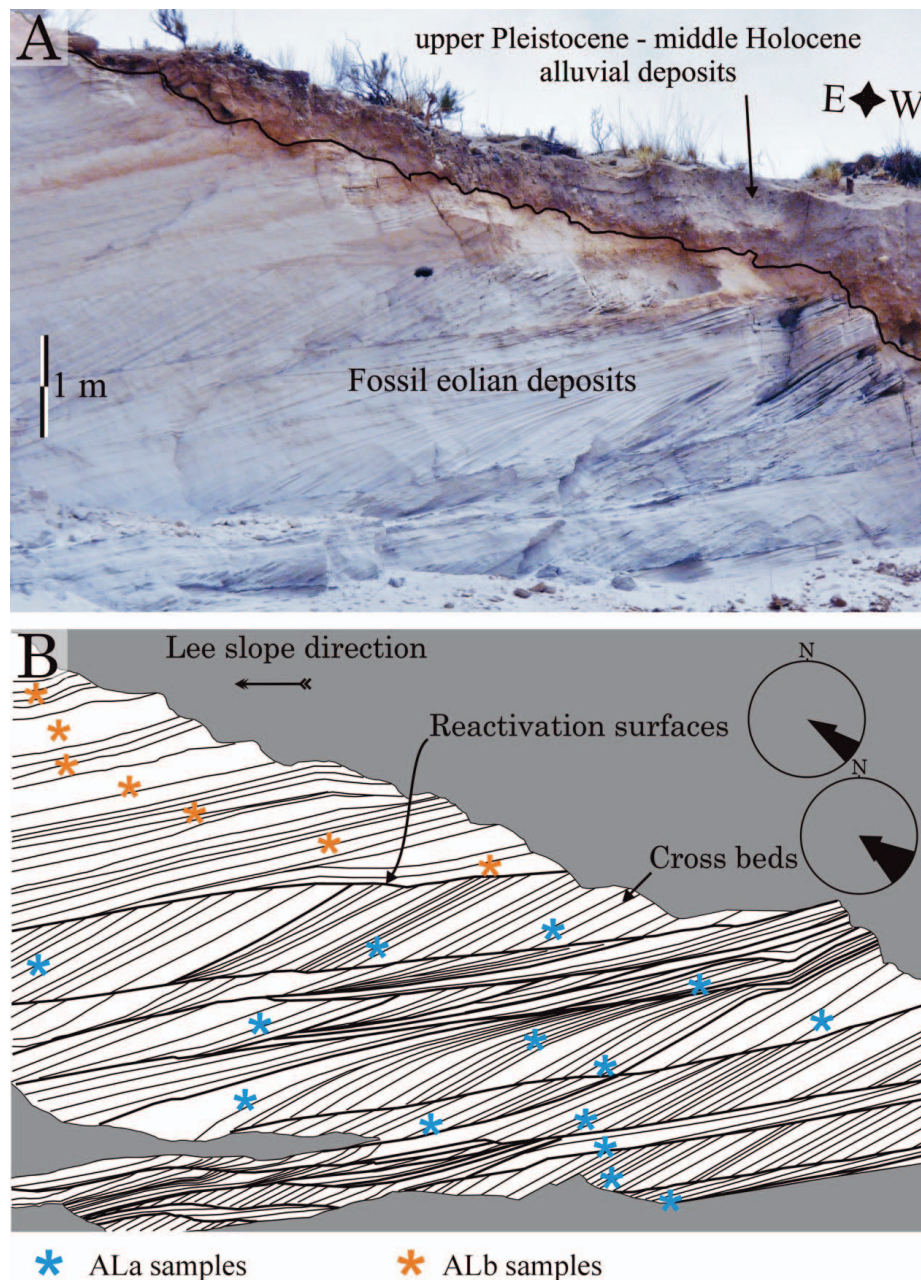 A
upper Pleistocene - middle Holocene
alluvial deposits
E W
1 m
Fossil eolian deposits
B
Lee slope direction
N
Reactivation surfaces
N
Cross beds
* ALa samples
* ALb samples